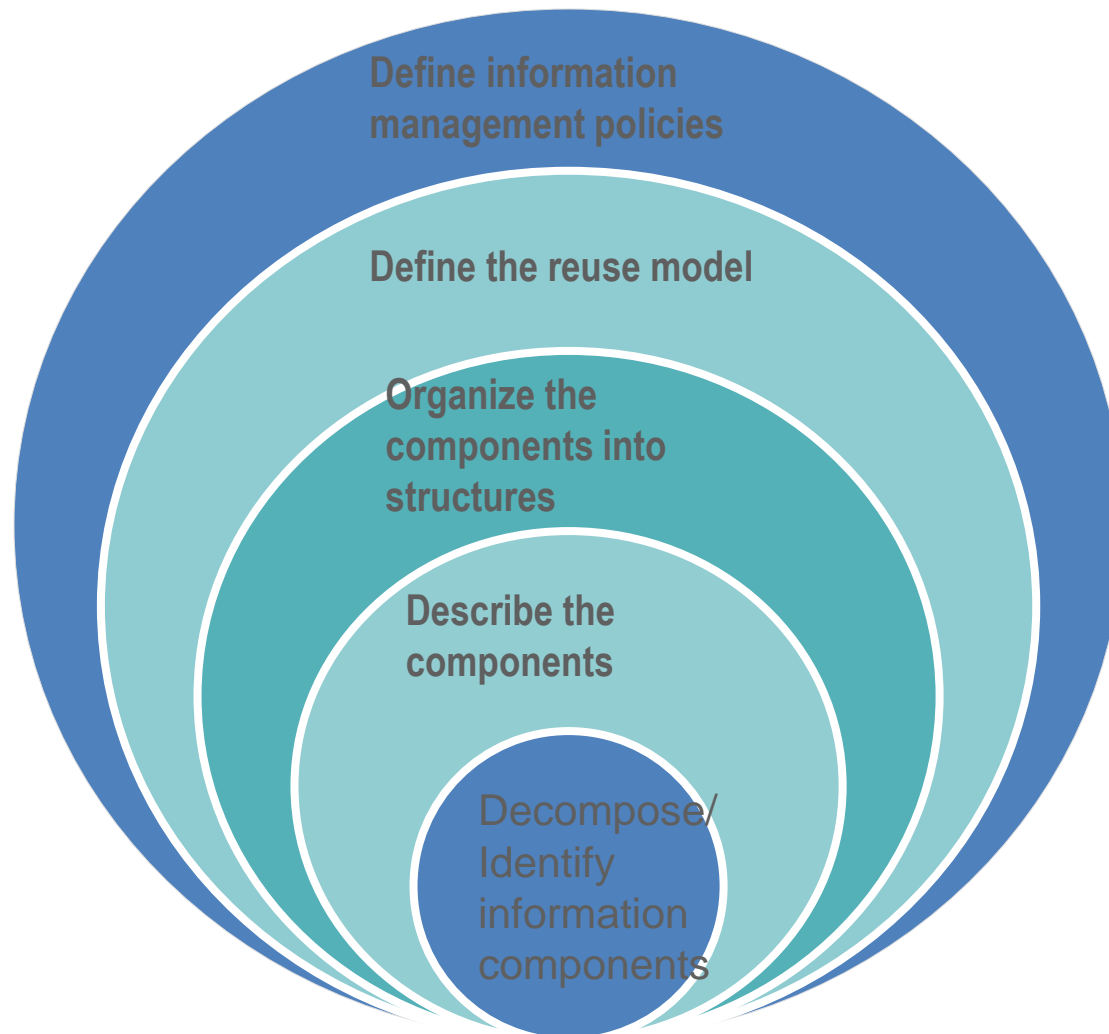 Define information
management policies
Define the reuse model
Organize the
components into
structures
Describe the
components
Decompose/
Identify
information
components